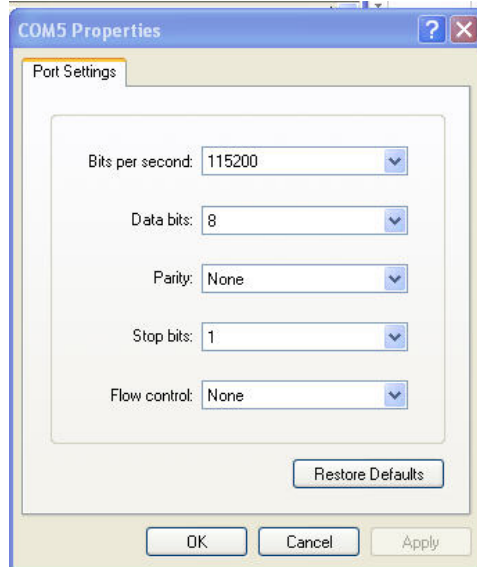 COM5 Properties
Port Settings
Bits per second: 115200
Data bits: 8
Parity: None
Stop bits: 1
Flow control: None
Restore Defaults
OK Cancel Apply